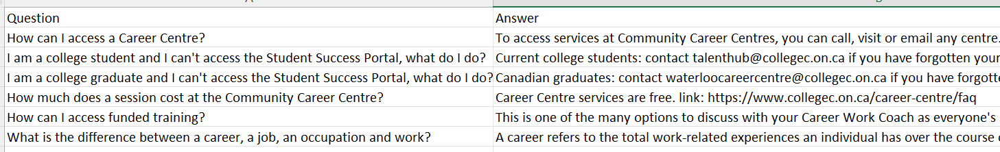 Question Answer
How can I access a Career Centre? To access services at Community Career Centres, you can call, visit or email any centre.
I am a college student and I can't access the Student Success Portal, what do I do? Current college students: contact talenthub@collegec.on.ca if you have forgotten your
I am a college graduate and I can't access the Student Success Portal, what do I do? Canadian graduates: contact waterloocareercentre@collegec.on.ca if you have
How much does a session cost at the Community Career Centre? Career Centre services are free. link: https://www.collegec.on.ca/career-centre/faq
How can I access funded training? This is one of the many options to discuss with your Career Work Coach as everyone's
What is the difference between a career, a job, an occupation and work? A career refers to the total work-related experiences an individual has over the course